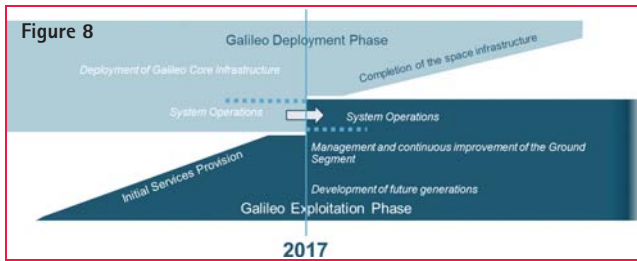 Figure 8
Galileo Deployment Phase
Deployment of Galileo Core Infrastructure
Completion of the space infrastructure
System Operations
System Operations
Initial Services Provision
Management and continuous improvement of the Ground
Segment
Development of future generations
Galileo Exploitation Phase
2017